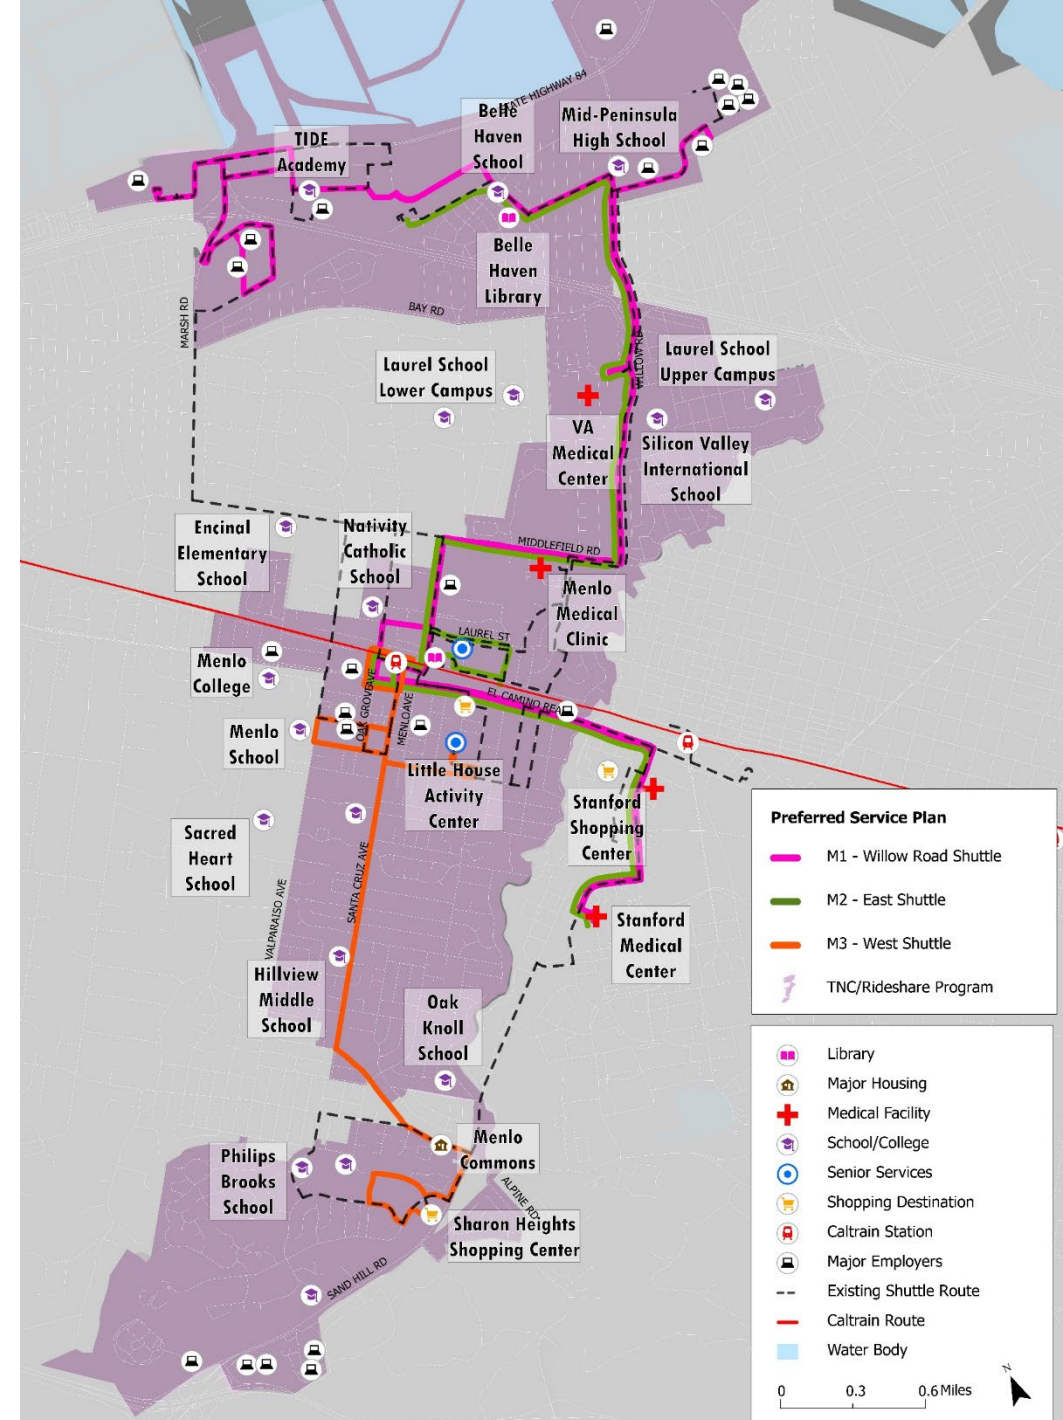 STATE HIGHWAY 84
Belle
Haven
School
Mid-Peninsula
High School
TIDE
Academy
Belle
Haven
Library
MARSH RD
BAY RD
WILLOW RD
Laurel School
Lower Campus
Laurel School
Upper Campus
VA
Medical
Center
Silicon Valley
International
School
Encinal
Elementary
School
Nativity
Catholic
School
MIDDLEFIELD RD
Menlo
Medical
Clinic
LAUREL ST
Menlo
College
OAK GROVE AVE
MENLO AVE
EL CAMINO REAL
Menlo
School
Little House
Activity
Center
Stanford
Shopping
Center
Sacred
Heart
School
SANTA CRUZ AVE
VALPARAISO AVE
Stanford
Medical
Center
Hillview
Middle
School
Oak
Knoll
School
Menlo
Commons
Philips
Brooks
School
ALPINE RD
Sharon Heights
Shopping Center
SAND HILL RD
Preferred Service Plan
M1 - Willow Road Shuttle
M2 - East Shuttle
M3 - West Shuttle
TNC/Rideshare Program
Library
Major Housing
Medical Facility
School/College
Senior Services
Shopping Destination
Caltrain Station
Major Employers
Existing Shuttle Route
Caltrain Route
Water Body
N
0 0.3 0.6 Miles